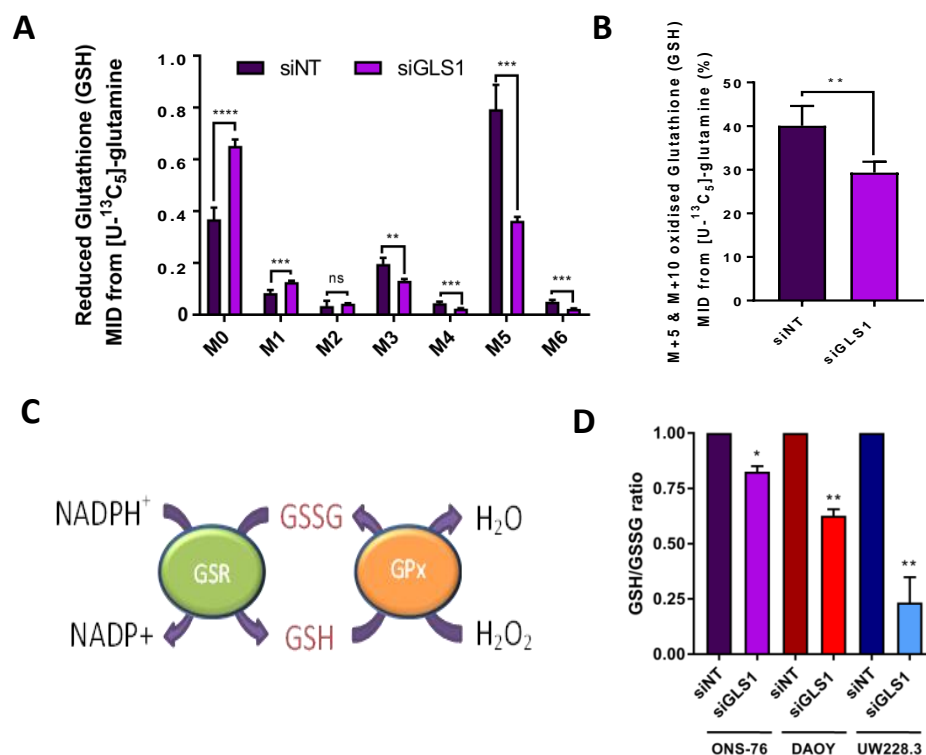 A
Reduced Glutathione (GSH)
MID from [U-¹³C₅]-glutamine
1.0
0.8
0.6
0.4
0.2
0
siNT
siGLS1
****
***
ns
**
***
***
***
M0
M1
M2
M3
M4
M5
M6
B
M+5 & M+10 oxidised Glutathione (GSH)
MID from [U-¹³C₅]-glutamine (%)
50
40
30
20
10
0
**
siNT
siGLS1
C
NADPH⁺
GSSG
H₂O
GSR
GPx
NADP+
GSH
H₂O₂
D
GSH/GSSG ratio
1.00
0.75
0.50
0.25
0.00
*
**
**
siNT
siGLS1
siNT
siGLS1
siNT
siGLS1
ONS-76
DAOY
UW228.3